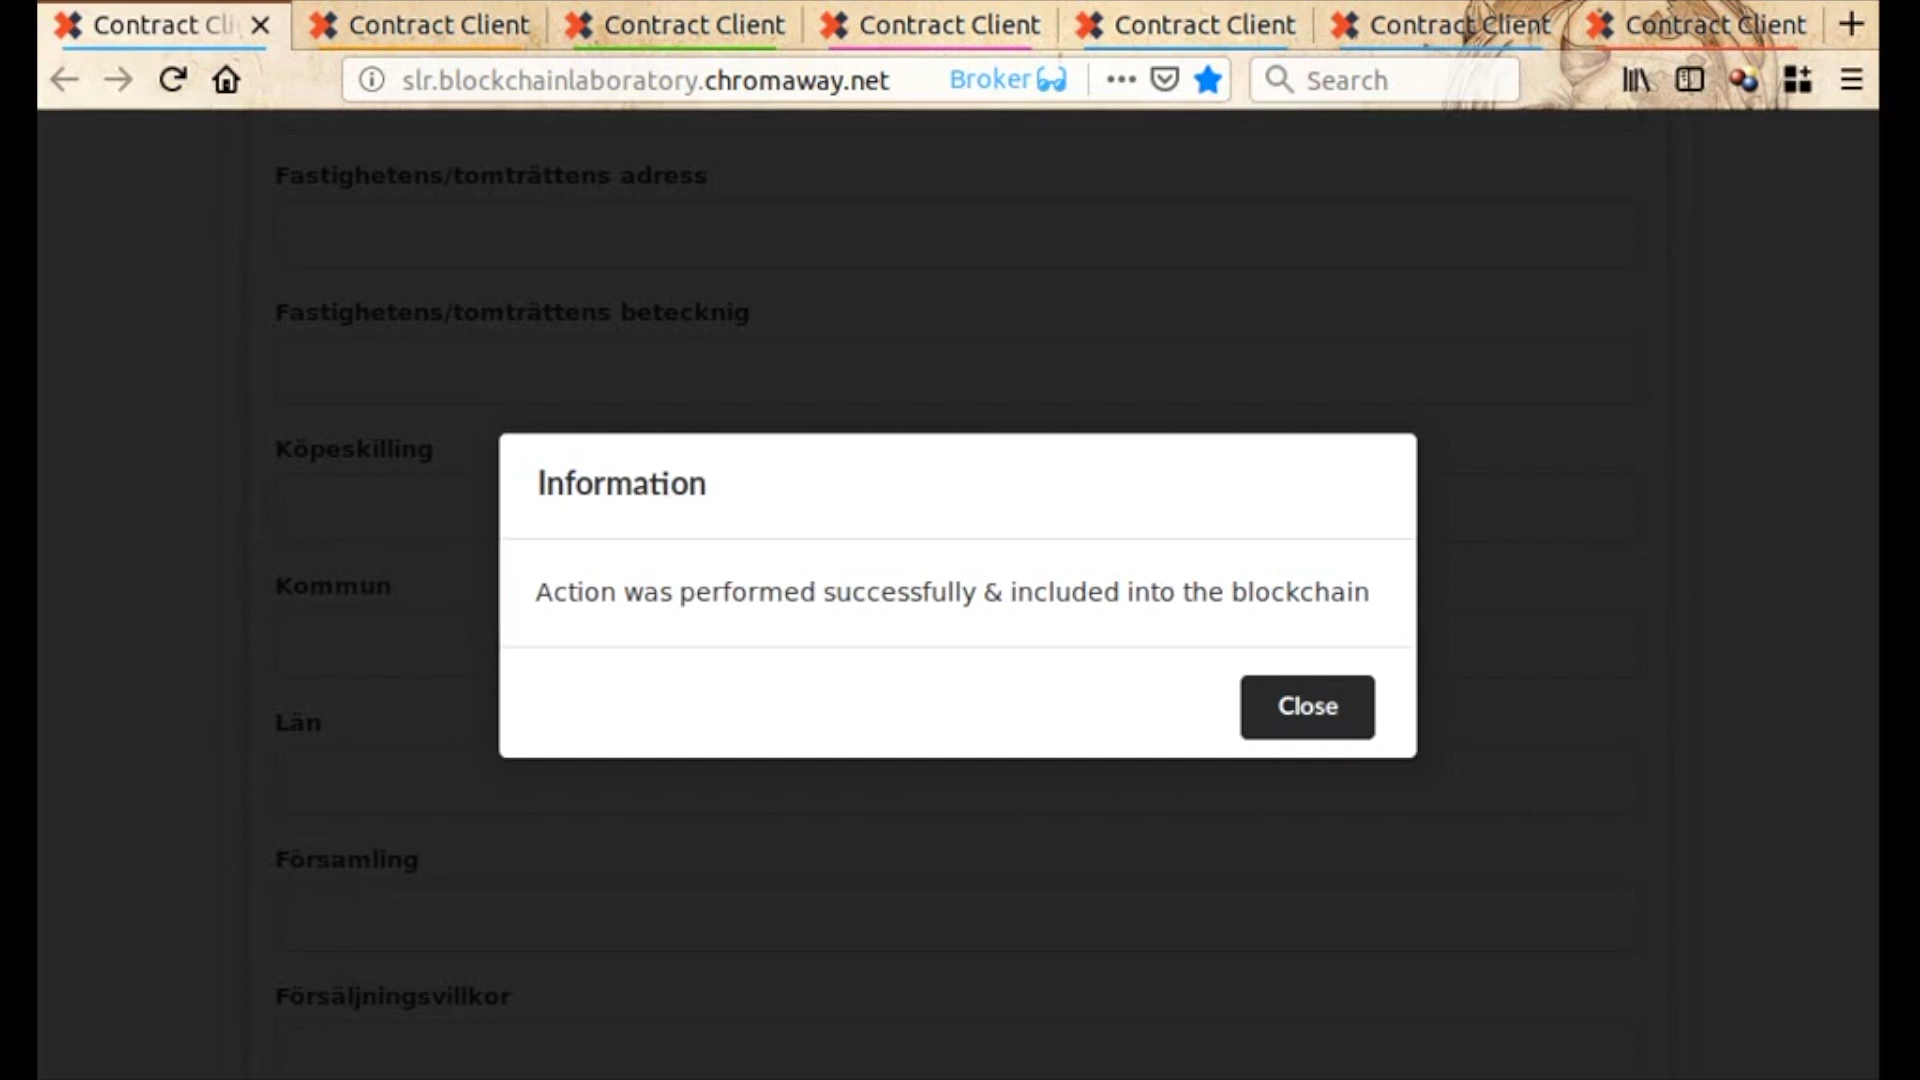 Contract Cli
Contract Client
Contract Client
Contract Client
Contract Client
Contract Client
Contract Client
slr.blockchainlaboratory.chromaway.net
Broker
Search
Fastighetens/tomträttens adress
Fastighetens/tomträttens betecknig
Köpeskilling
Information
Action was performed successfully & included into the blockchain
Kommun
Close
Län
Församling
Försäljningsvillkor